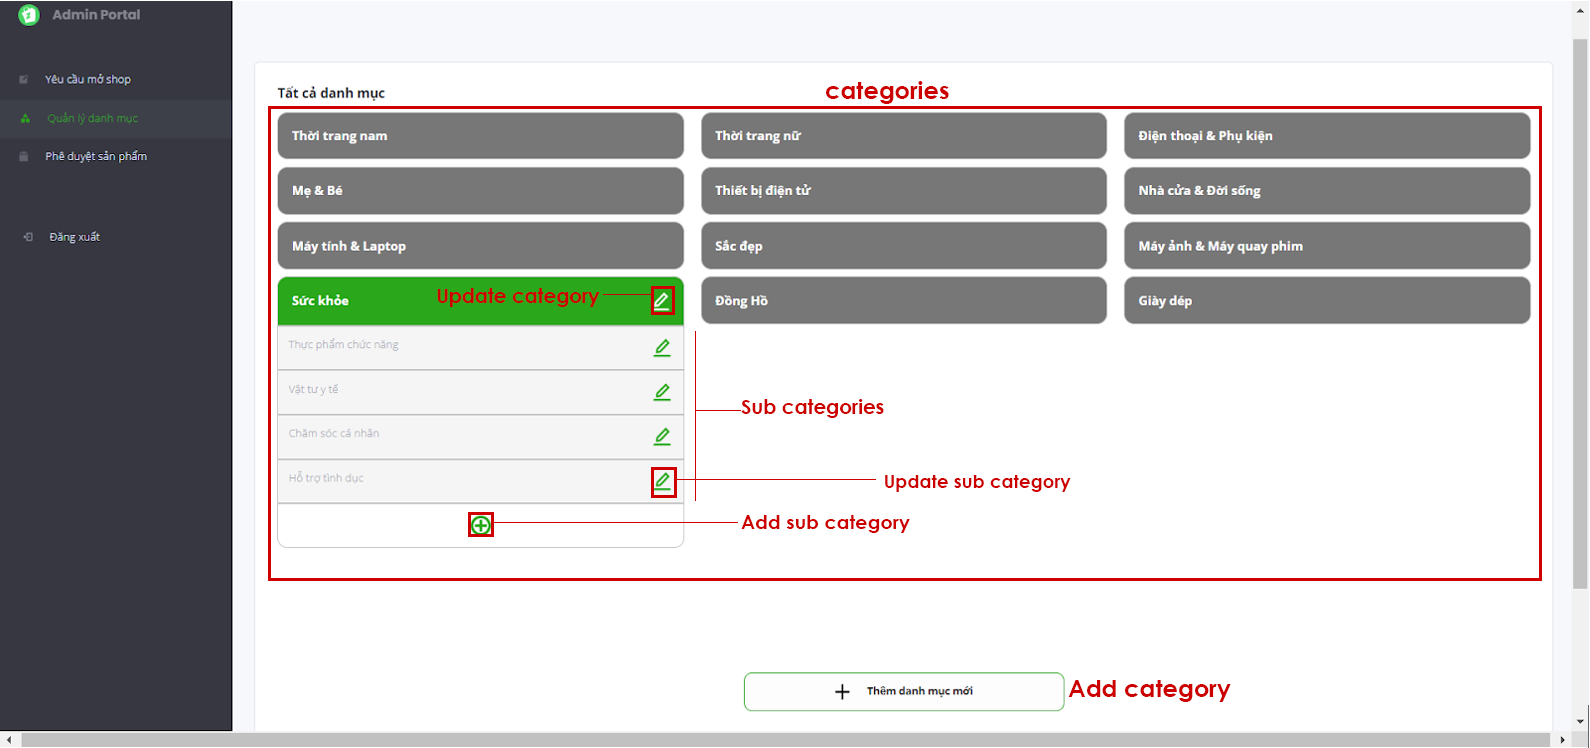 Admin Portal
Yêu cầu mở shop
Quản lý danh mục
Phê duyệt sản phẩm
Đăng xuất
Tất cả danh mục
categories
Thời trang nam
Thời trang nữ
Điện thoại & Phụ kiện
Mẹ & Bé
Thiết bị điện tử
Nhà cửa & Đời sống
Máy tính & Laptop
Sắc đẹp
Máy ảnh & Máy quay phim
Sức khỏe
Update category
Đồng Hồ
Giày dép
Thực phẩm chức năng
Vật tư y tế
Sub categories
Chăm sóc cá nhân
Hỗ trợ tình dục
Update sub category
Add sub category
Thêm danh mục mới
Add category